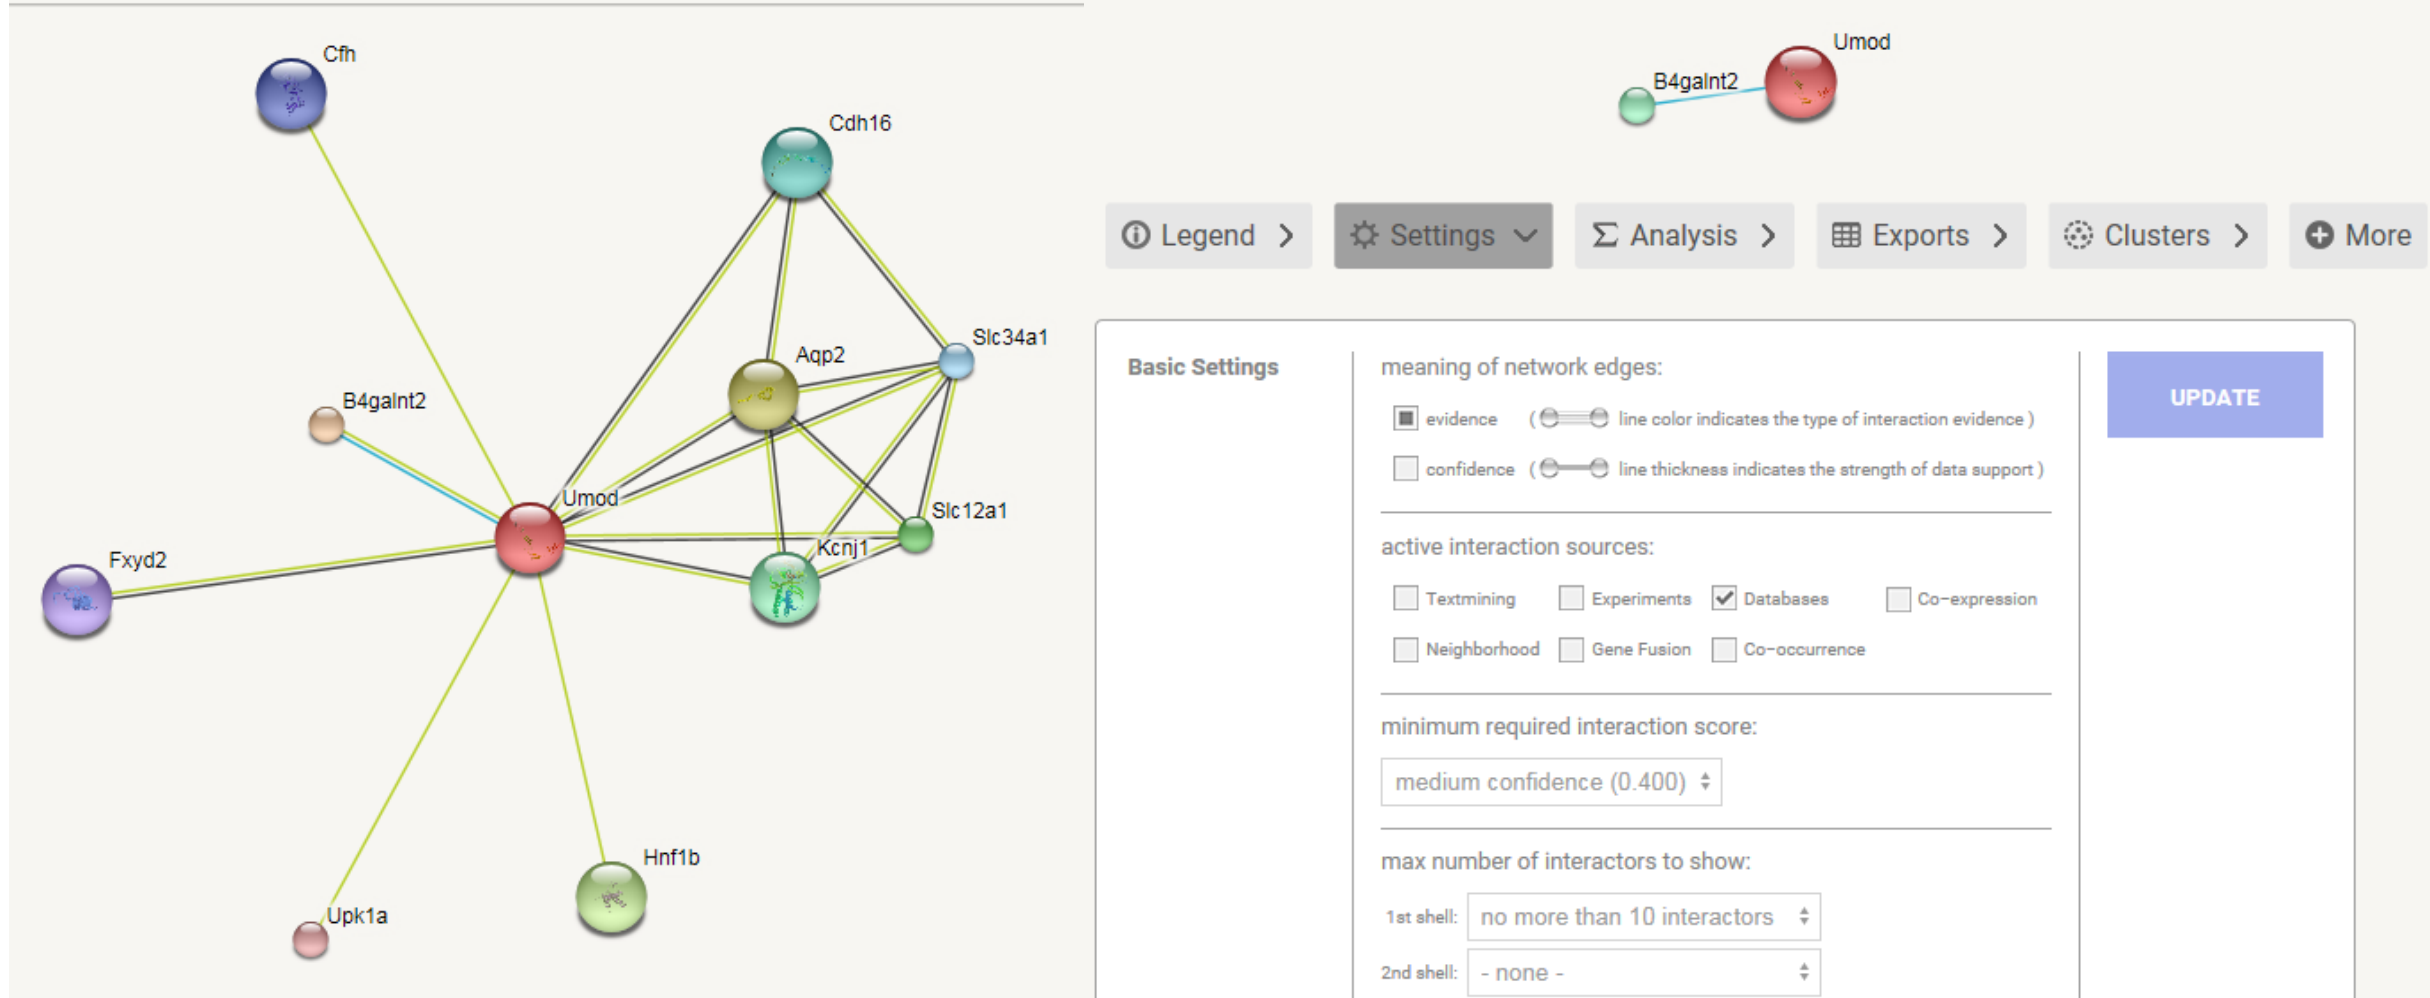 Cfh
Cdh16
Slc34a1
Aqp2
B4galnt2
Umod
Slc12a1
Kcnj1
Fxyd2
Hnf1b
Upk1a
Umod
B4galnt2
Legend
Settings
Analysis
Exports
Clusters
More
Basic Settings
meaning of network edges:
UPDATE
evidence ( line color indicates the type of interaction evidence )
confidence ( line thickness indicates the strength of data support )
active interaction sources:
Textmining Experiments Databases Co-expression
Neighborhood Gene Fusion Co-occurrence
minimum required interaction score:
medium confidence (0.400)
max number of interactors to show:
1st shell: no more than 10 interactors
2nd shell: - none -